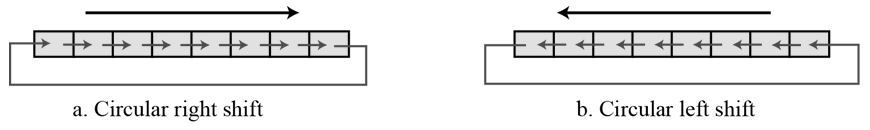 a. Circular right shift
b. Circular left shift